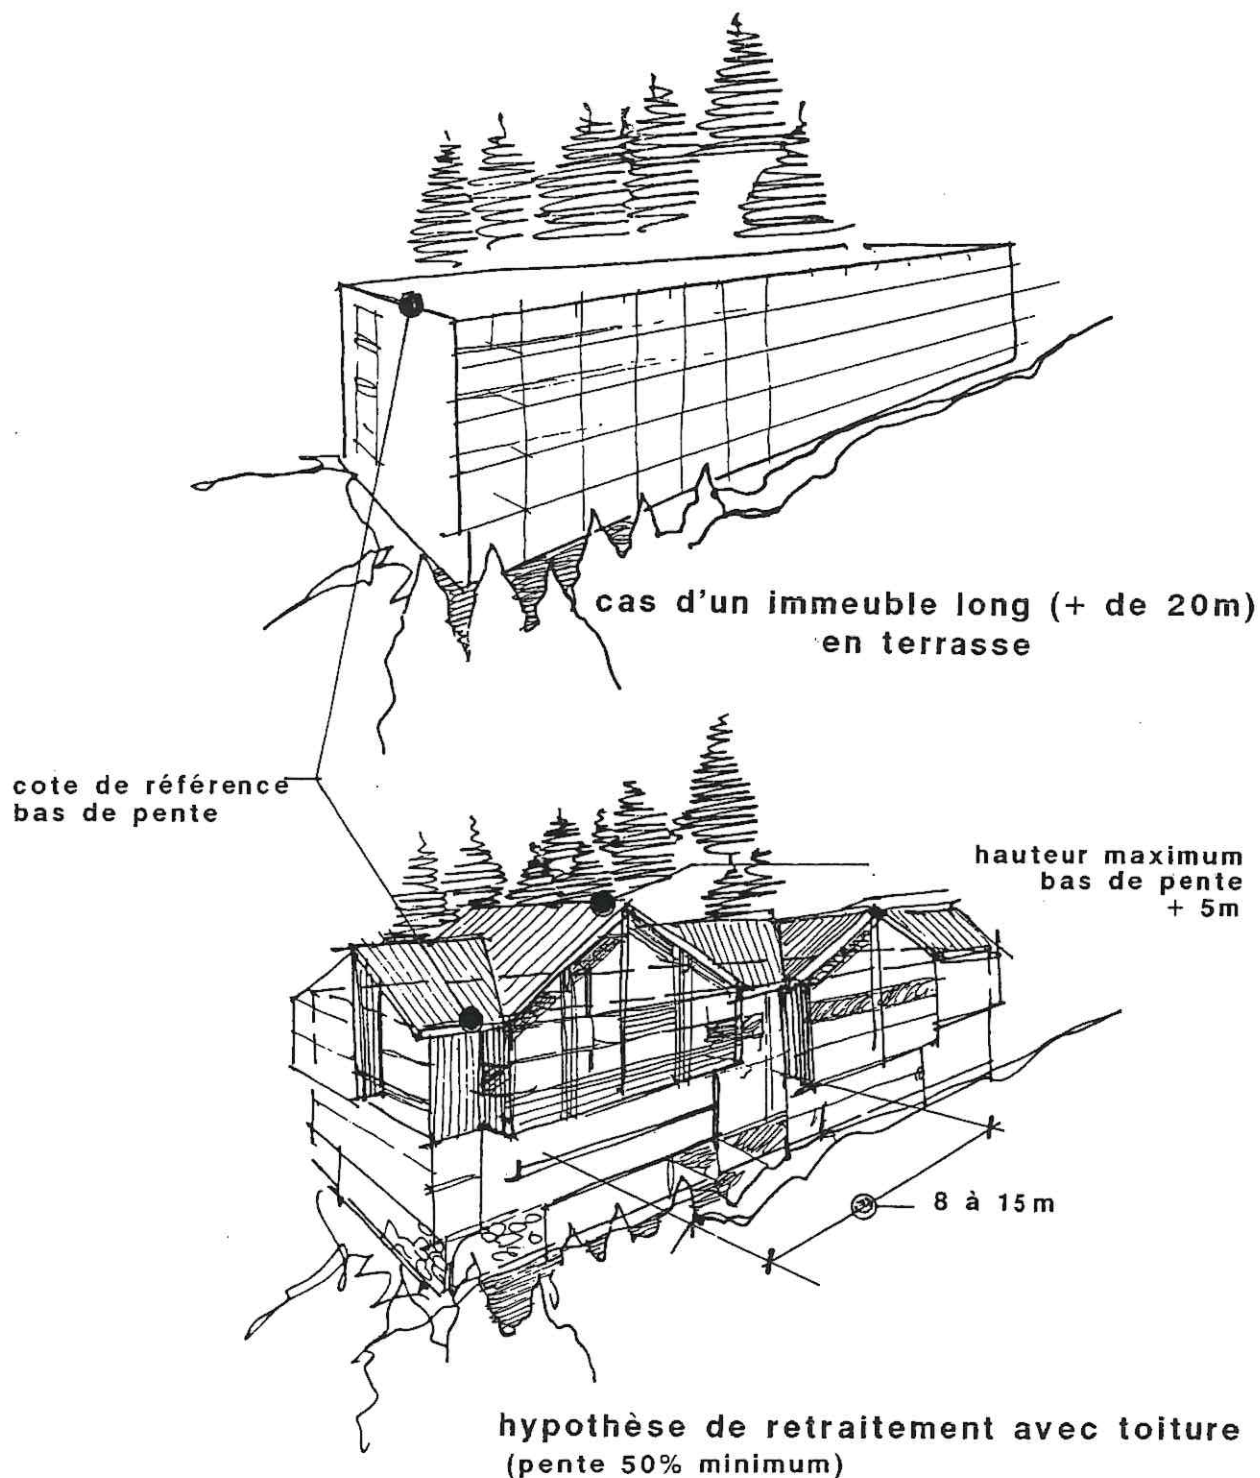 cas d'un immeuble long (+ de 20m)
en terrasse
cote de référence
bas de pente
hauteur maximum
bas de pente
+ 5m
8 à 15m
hypothèse de retraitement avec toiture
(pente 50% minimum)